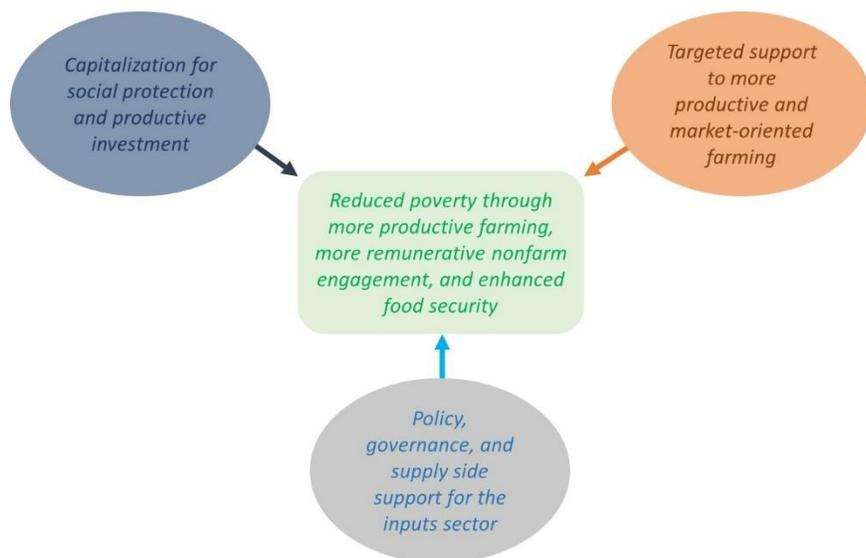 Capitalization for
social protection
and productive
investment
Targeted support
to more
productive and
market-oriented
farming
Reduced poverty through
more productive farming,
more remunerative nonfarm
engagement, and enhanced
food security
Policy,
governance, and
supply side
support for the
inputs sector